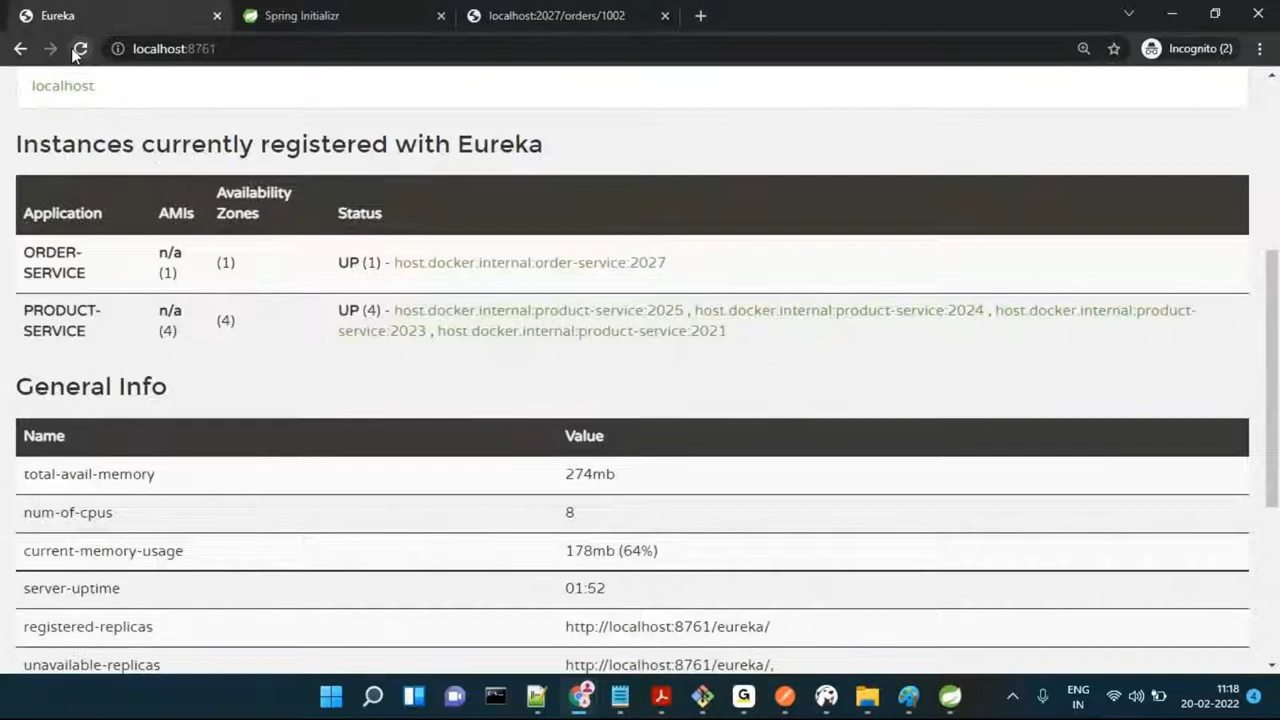 Eureka
Spring Initializr
localhost:2027/orders/1002
localhost:8761
Incognito (2)
localhost
Instances currently registered with Eureka
Application
AMIs
Availability
Zones
Status
ORDER-
SERVICE
n/a
(1)
(1)
UP (1) - host.docker.internal:order-service:2027
PRODUCT-
SERVICE
n/a
(4)
(4)
UP (4) - host.docker.internal:product-service:2025 , host.docker.internal:product-service:2024 , host.docker.internal:product-
service:2023 , host.docker.internal:product-service:2021
General Info
Name Value
total-avail-memory 274mb
num-of-cpus 8
current-memory-usage 178mb (64%)
server-uptime 01:52
registered-replicas http://localhost:8761/eureka/
unavailable-replicas http://localhost:8761/eureka/,
ENG
IN
11:18
20-02-2022
4